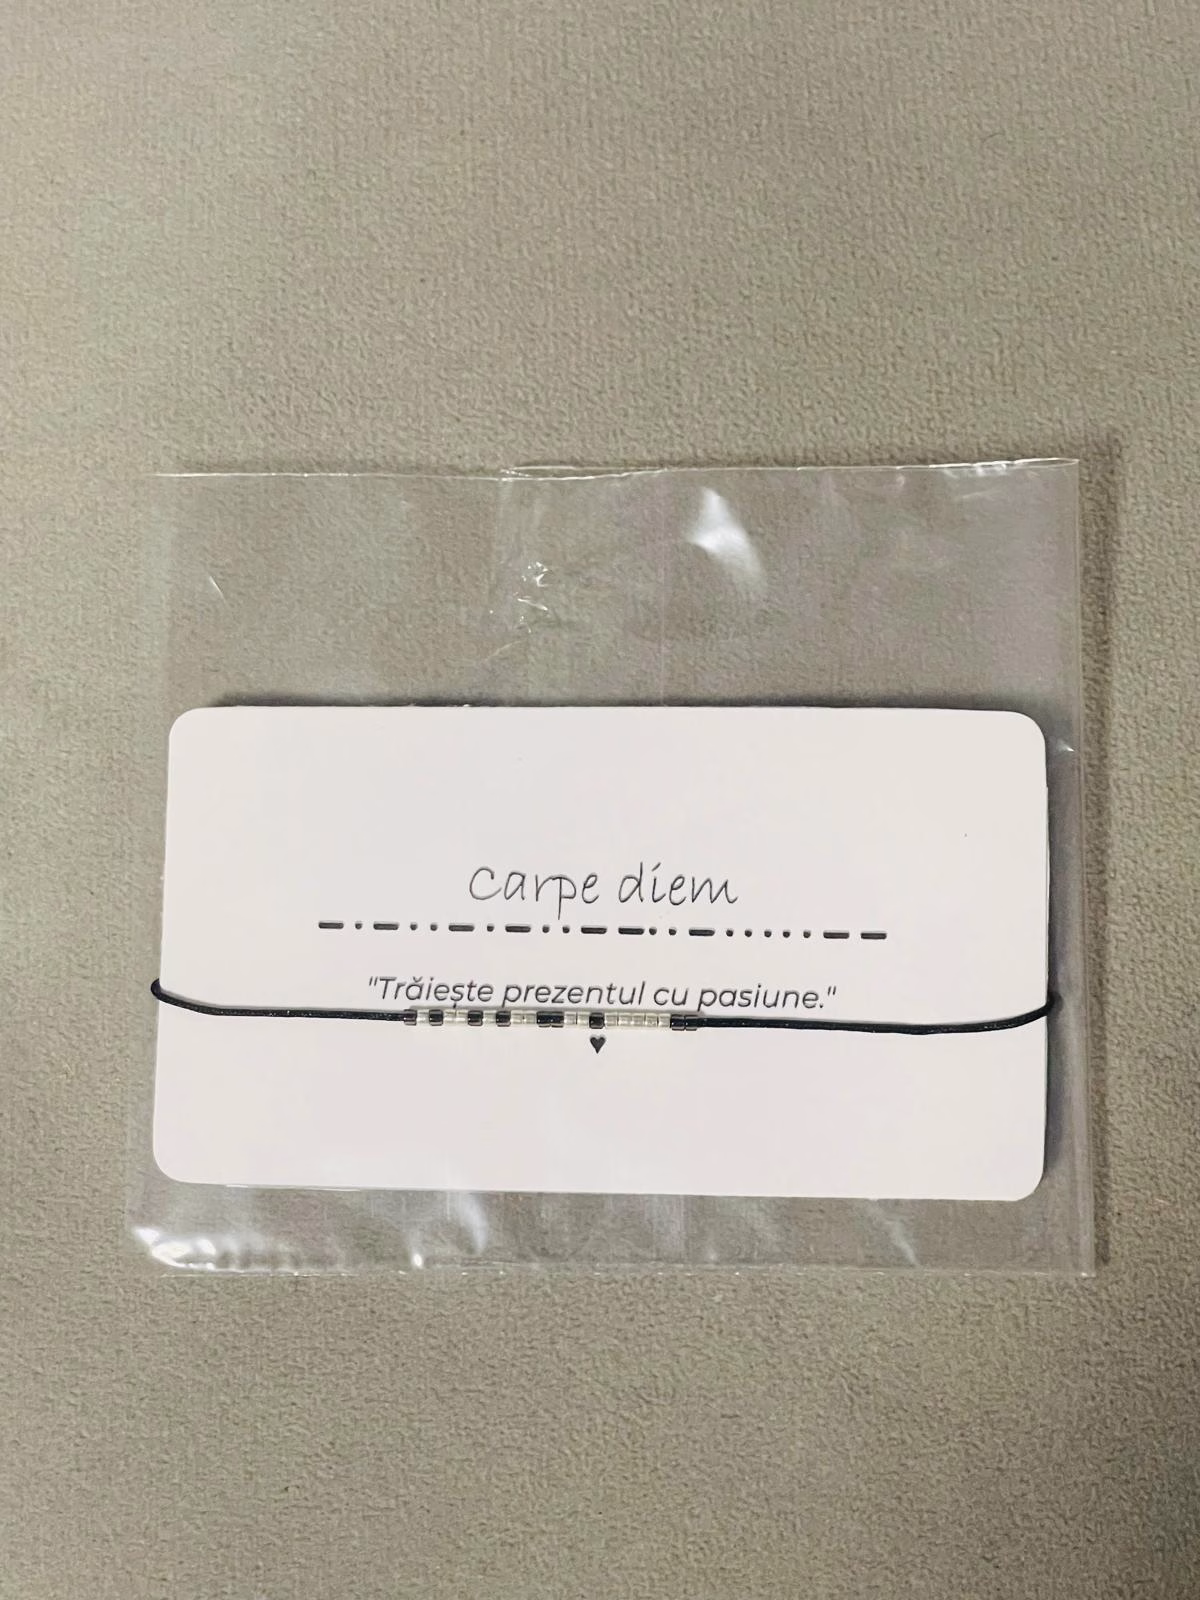 Carpe diem
— · — · · — · — · · — — · · · — · · · · · — —
"Trăiește prezentul cu pasiune."
♥